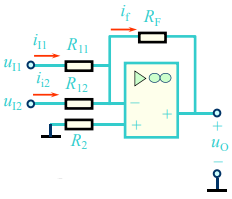 i_f R_F
i_I1
u_I1 R_11
i_i2
u_I2 R_12
▷ ∞
− +
+
R_2
+
u_O
−